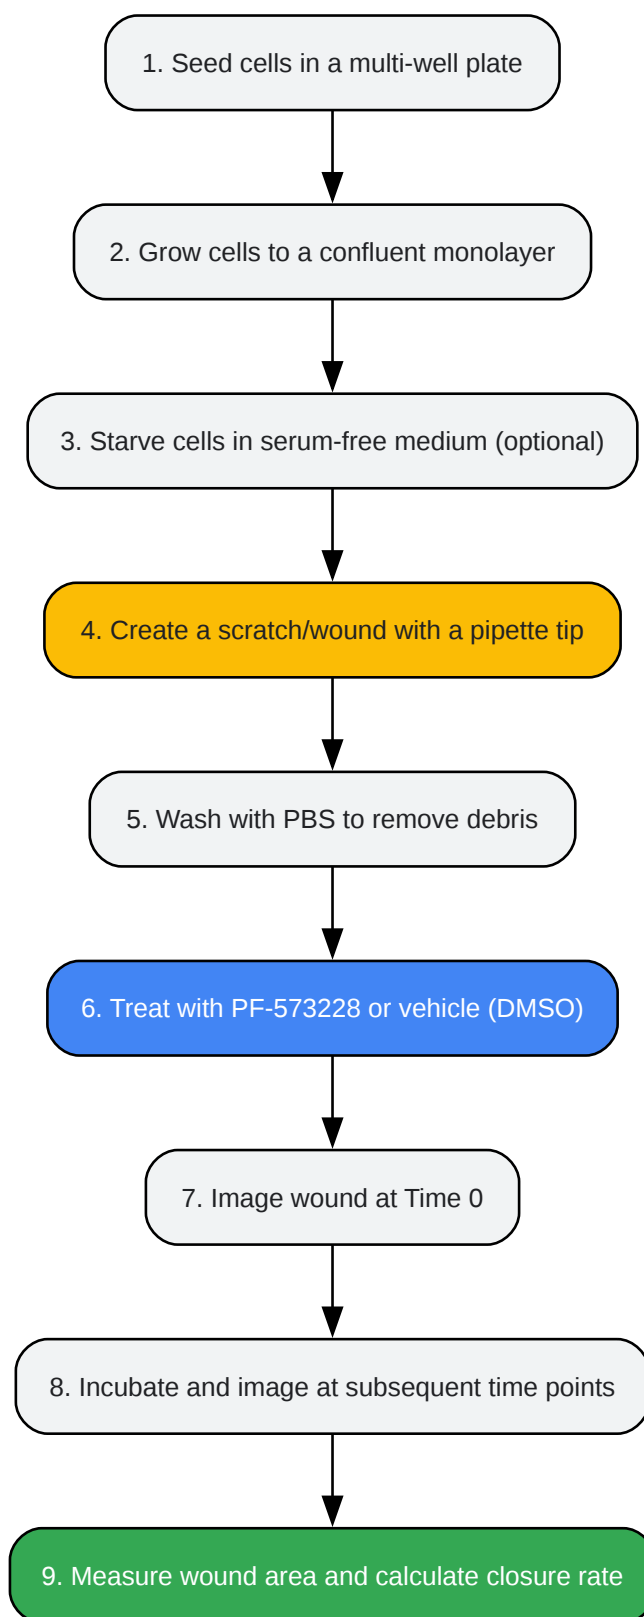 1. Seed cells in a multi-well plate
2. Grow cells to a confluent monolayer
3. Starve cells in serum-free medium (optional)
4. Create a scratch/wound with a pipette tip
5. Wash with PBS to remove debris
6. Treat with PF-573228 or vehicle (DMSO)
7. Image wound at Time 0
8. Incubate and image at subsequent time points
9. Measure wound area and calculate closure rate